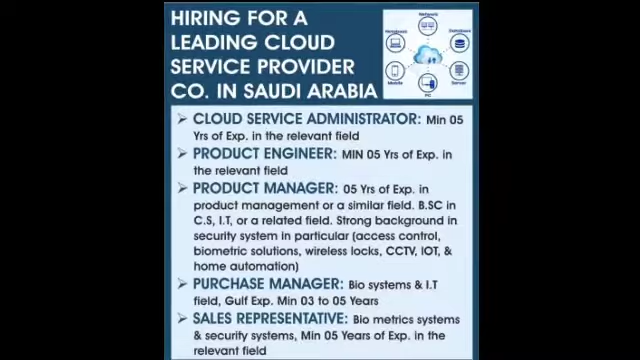 HIRING FOR A
LEADING CLOUD
SERVICE PROVIDER
CO. IN SAUDI ARABIA
Network
Notebook
Database
Mobile
Server
PC
➢ CLOUD SERVICE ADMINISTRATOR: Min 05
Yrs of Exp. in the relevant field
➢ PRODUCT ENGINEER: MIN 05 Yrs of Exp. in
the relevant field
➢ PRODUCT MANAGER: 05 Yrs of Exp. in
product management or a similar field. B.SC in
C.S, I.T, or a related field. Strong background in
security system in particular (access control,
biometric solutions, wireless locks, CCTV, IOT, &
home automation)
➢ PURCHASE MANAGER: Bio systems & I.T
field, Gulf Exp. Min 03 to 05 Years
➢ SALES REPRESENTATIVE: Bio metrics systems
& security systems, Min 05 Years of Exp. in the
relevant field